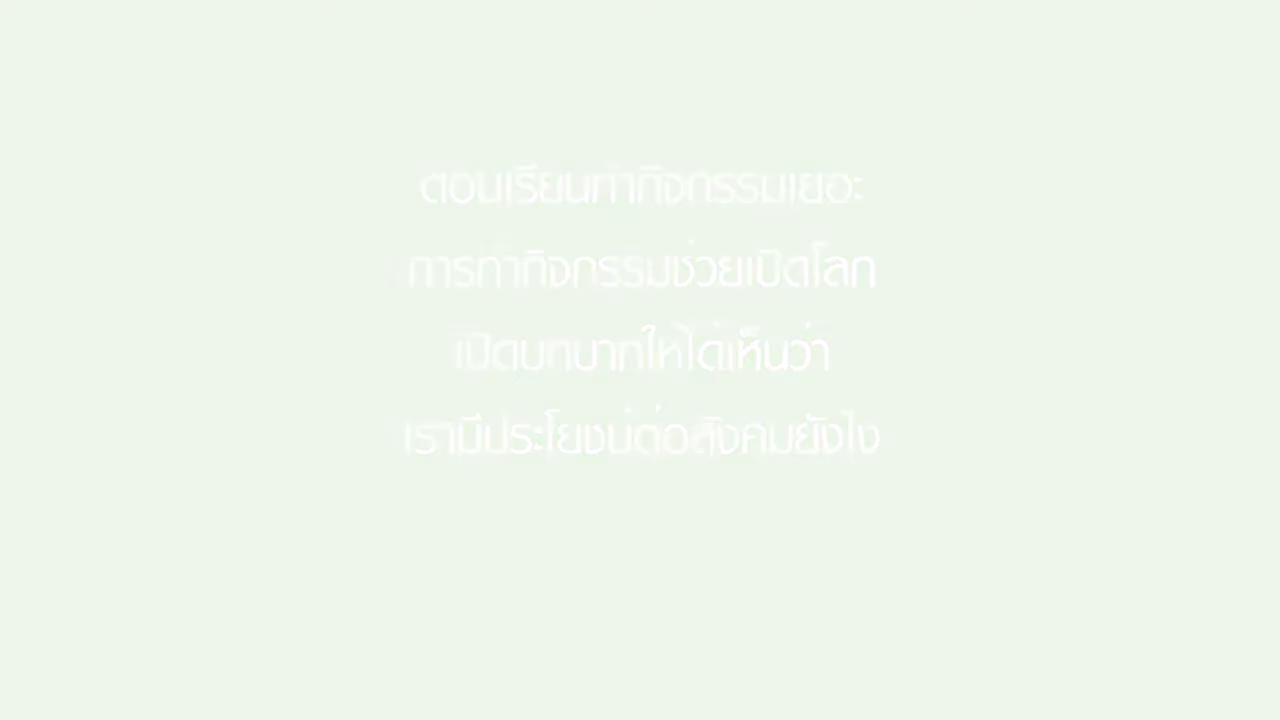 ตอนเรียนทำกิจกรรมเยอะ
การทำกิจกรรมช่วยเปิดโลก
เปิดบทบาทให้ได้เห็นว่า
เรามีประโยชน์ต่อสังคมยังไง